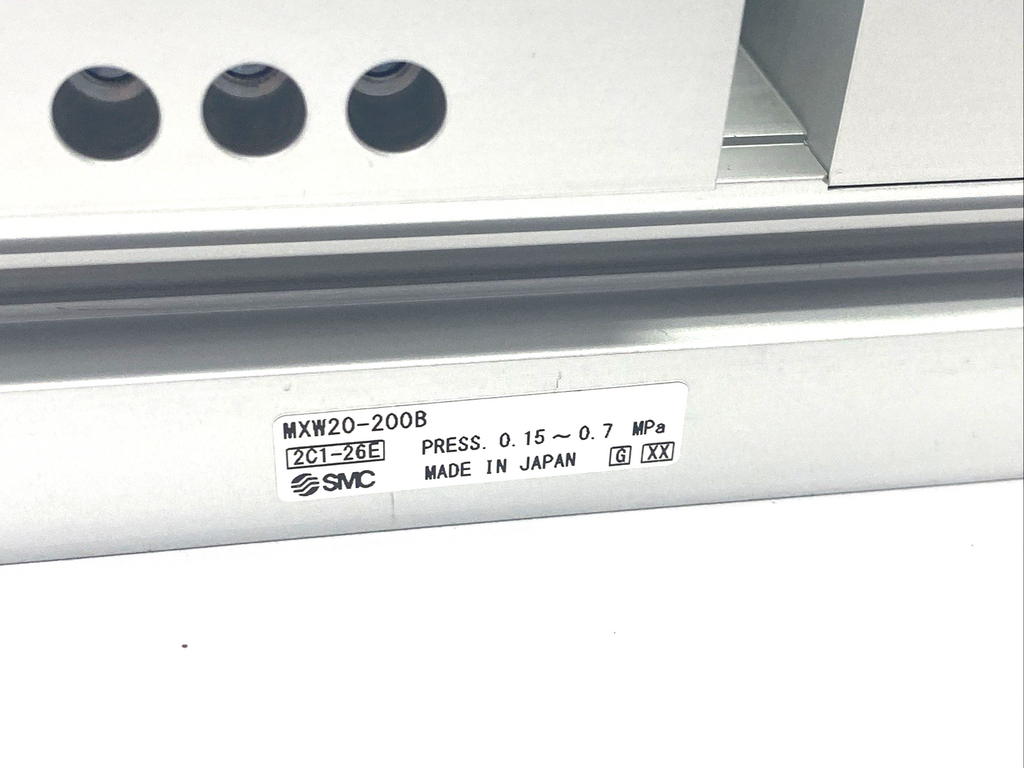 MXW20-200B
2C1-26E PRESS. 0.15～0.7 MPa
SMC MADE IN JAPAN G XX